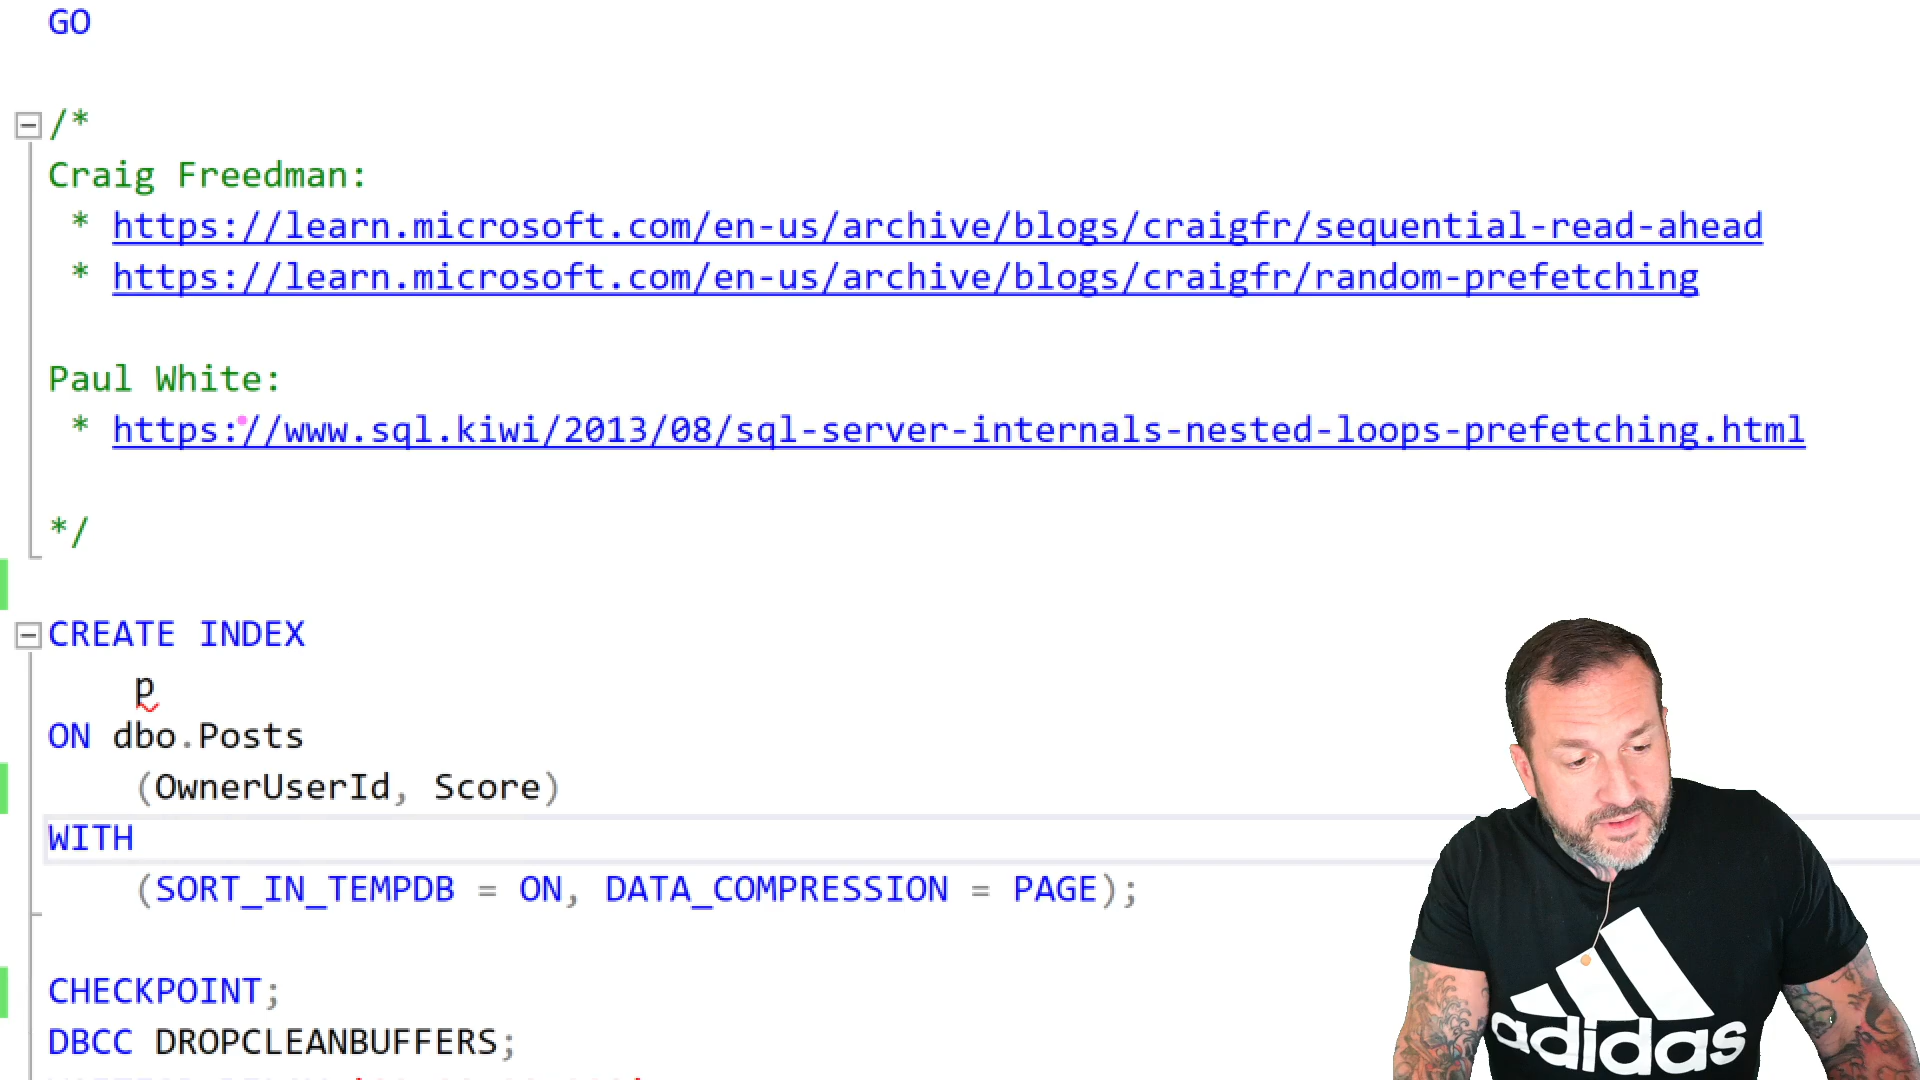 GO
/*
Craig Freedman:
* https://learn.microsoft.com/en-us/archive/blogs/craigfr/sequential-read-ahead
* https://learn.microsoft.com/en-us/archive/blogs/craigfr/random-prefetching
Paul White:
* https://www.sql.kiwi/2013/08/sql-server-internals-nested-loops-prefetching.html
*/
CREATE INDEX
p
ON dbo.Posts
(OwnerUserId, Score)
WITH
(SORT_IN_TEMPDB = ON, DATA_COMPRESSION = PAGE);
CHECKPOINT;
DBCC DROPCLEANBUFFERS;
adidas